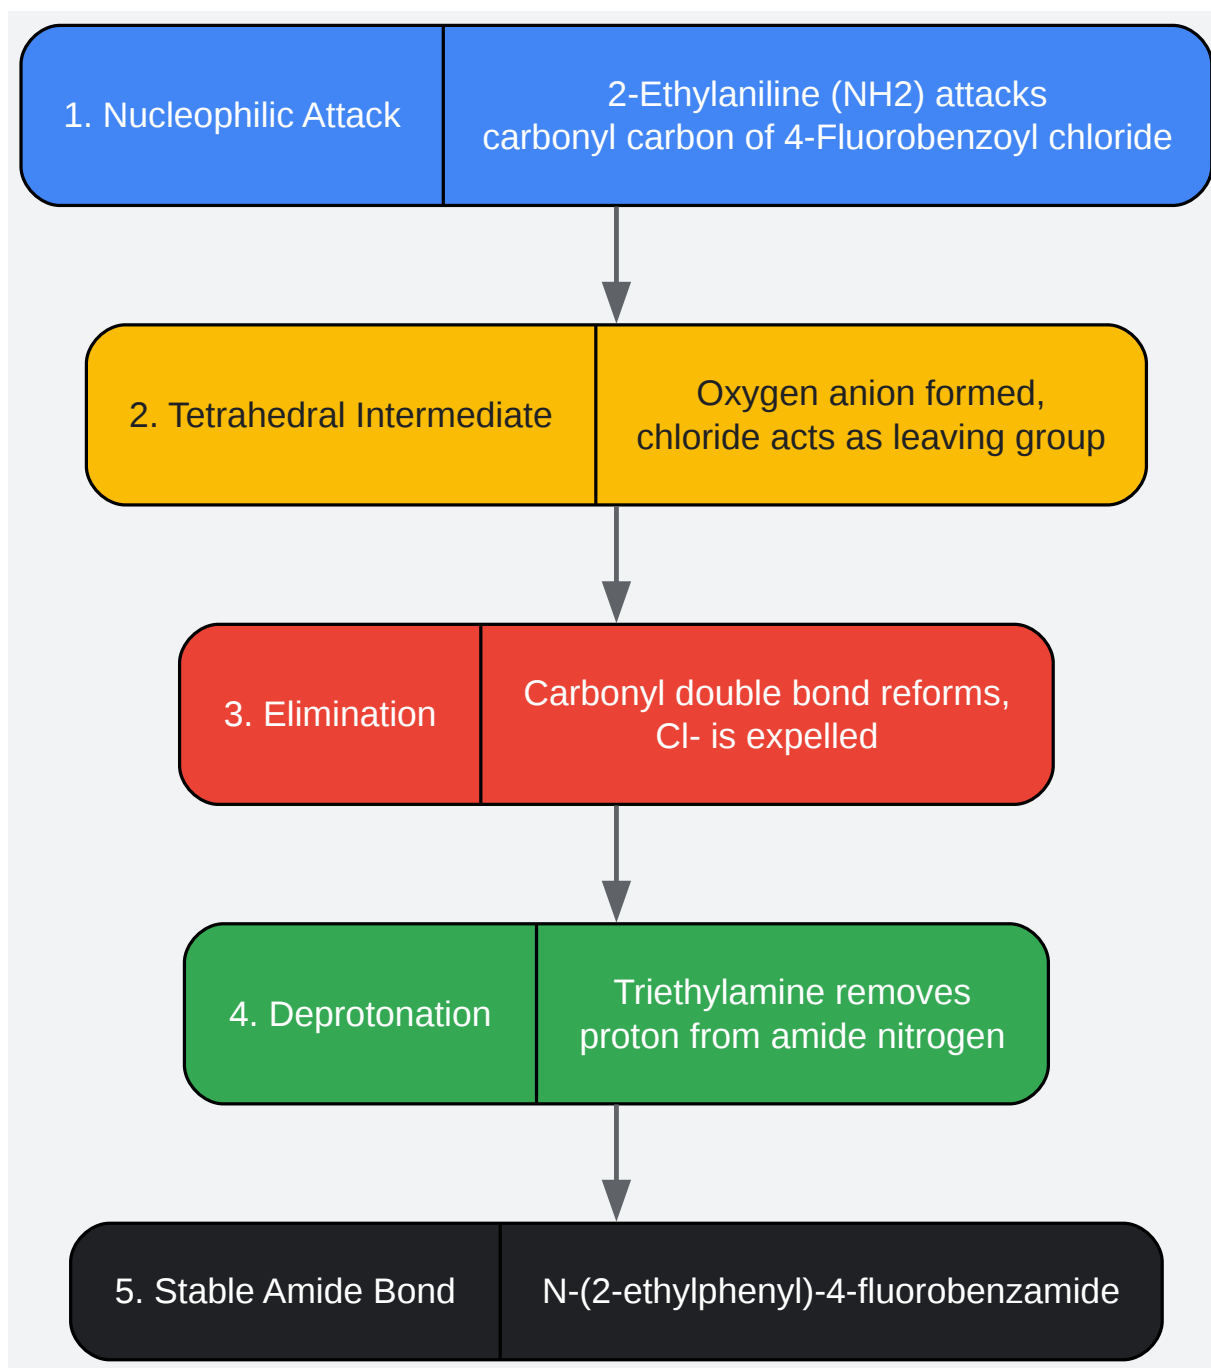 1. Nucleophilic Attack
2-Ethylaniline (NH2) attacks
carbonyl carbon of 4-Fluorobenzoyl chloride
2. Tetrahedral Intermediate
Oxygen anion formed,
chloride acts as leaving group
3. Elimination
Carbonyl double bond reforms,
Cl- is expelled
4. Deprotonation
Triethylamine removes
proton from amide nitrogen
5. Stable Amide Bond
N-(2-ethylphenyl)-4-fluorobenzamide